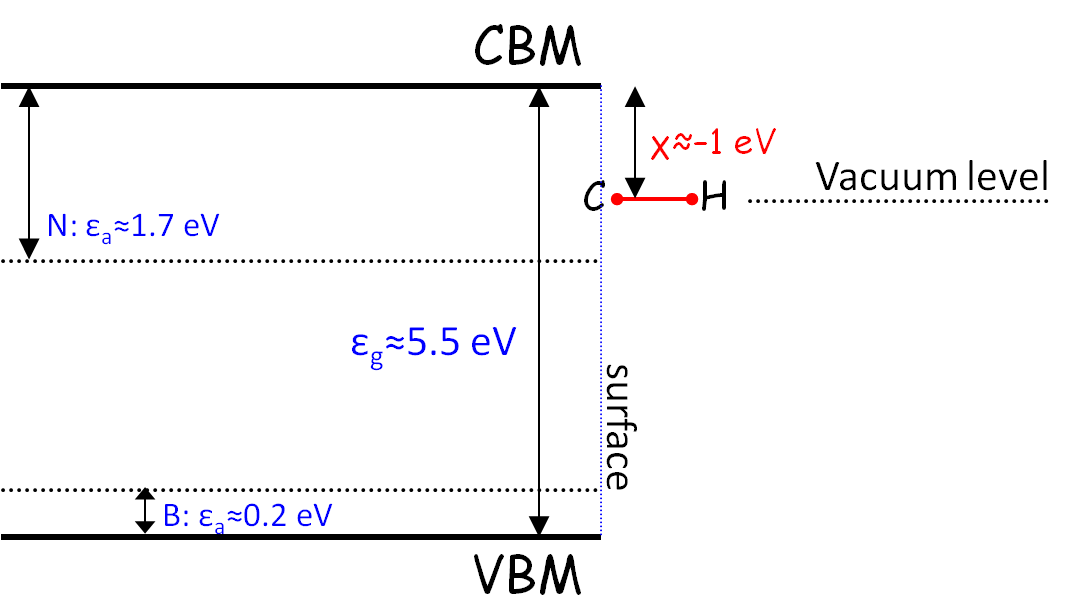 CBM
χ≈-1 eV
Vacuum level
C
H
N: εa≈1.7 eV
εg≈5.5 eV
surface
B: εa≈0.2 eV
VBM